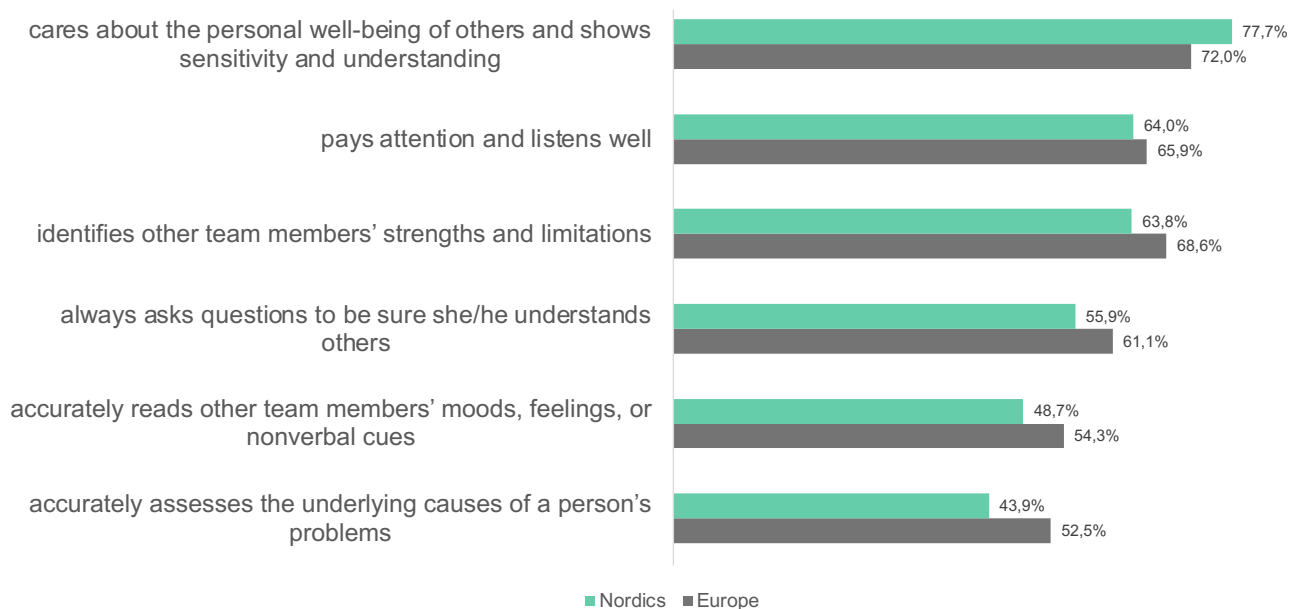 cares about the personal well-being of others and shows
sensitivity and understanding
77,7%
72,0%
pays attention and listens well
64,0%
65,9%
identifies other team members’ strengths and limitations
63,8%
68,6%
always asks questions to be sure she/he understands
others
55,9%
61,1%
accurately reads other team members’ moods, feelings, or
nonverbal cues
48,7%
54,3%
accurately assesses the underlying causes of a person’s
problems
43,9%
52,5%
Nordics Europe